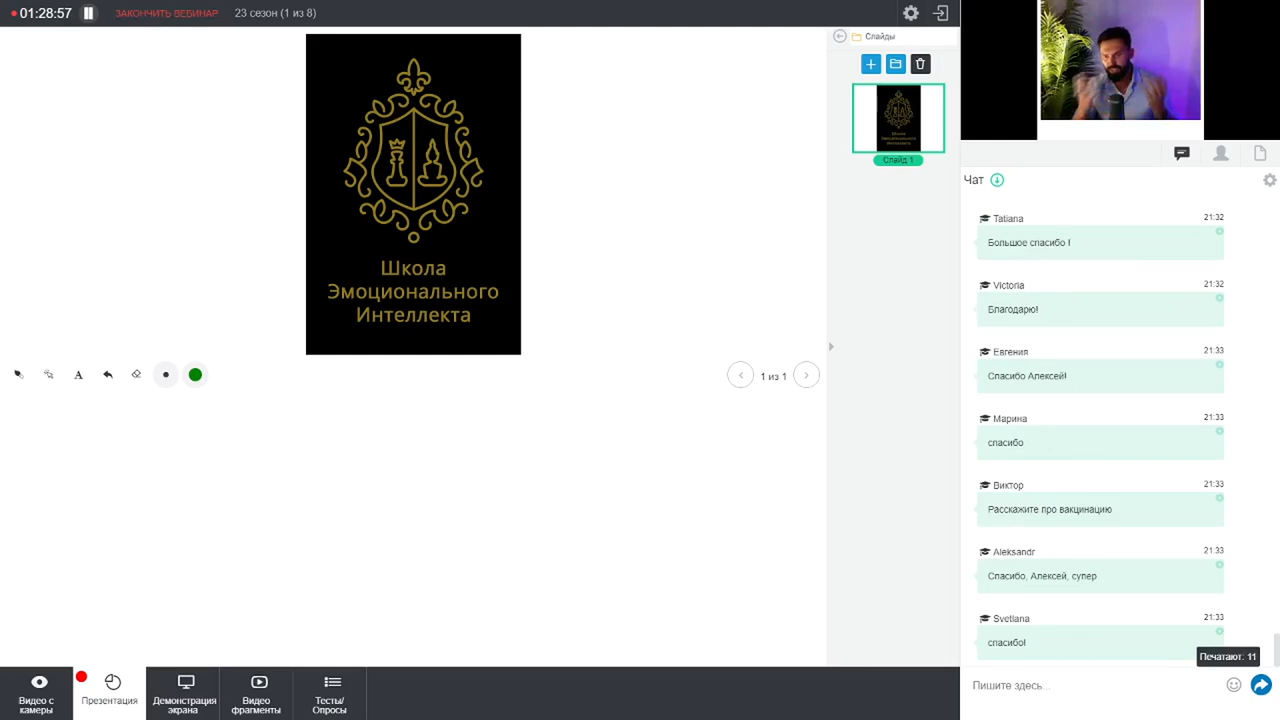 01:28:57
ЗАКОНЧИТЬ ВЕБИНАР
23 сезон (1 из 8)
Школа
Эмоционального
Интеллекта
A
1 из 1
Слайды
Школа
Эмоционального
Интеллекта
Слайд 1
Чат
Tatiana 21:32
Большое спасибо !
Victoria 21:32
Благодарю!
Евгения 21:33
Спасибо Алексей!
Марина 21:33
спасибо
Виктор 21:33
Расскажите про вакцинацию
Aleksandr 21:33
Спасибо, Алексей, супер
Svetlana 21:33
спасибо!
Печатают: 11
Пишите здесь...
Видео с
камеры
Презентация
Демонстрация
экрана
Видео
фрагменты
Тесты/
Опросы